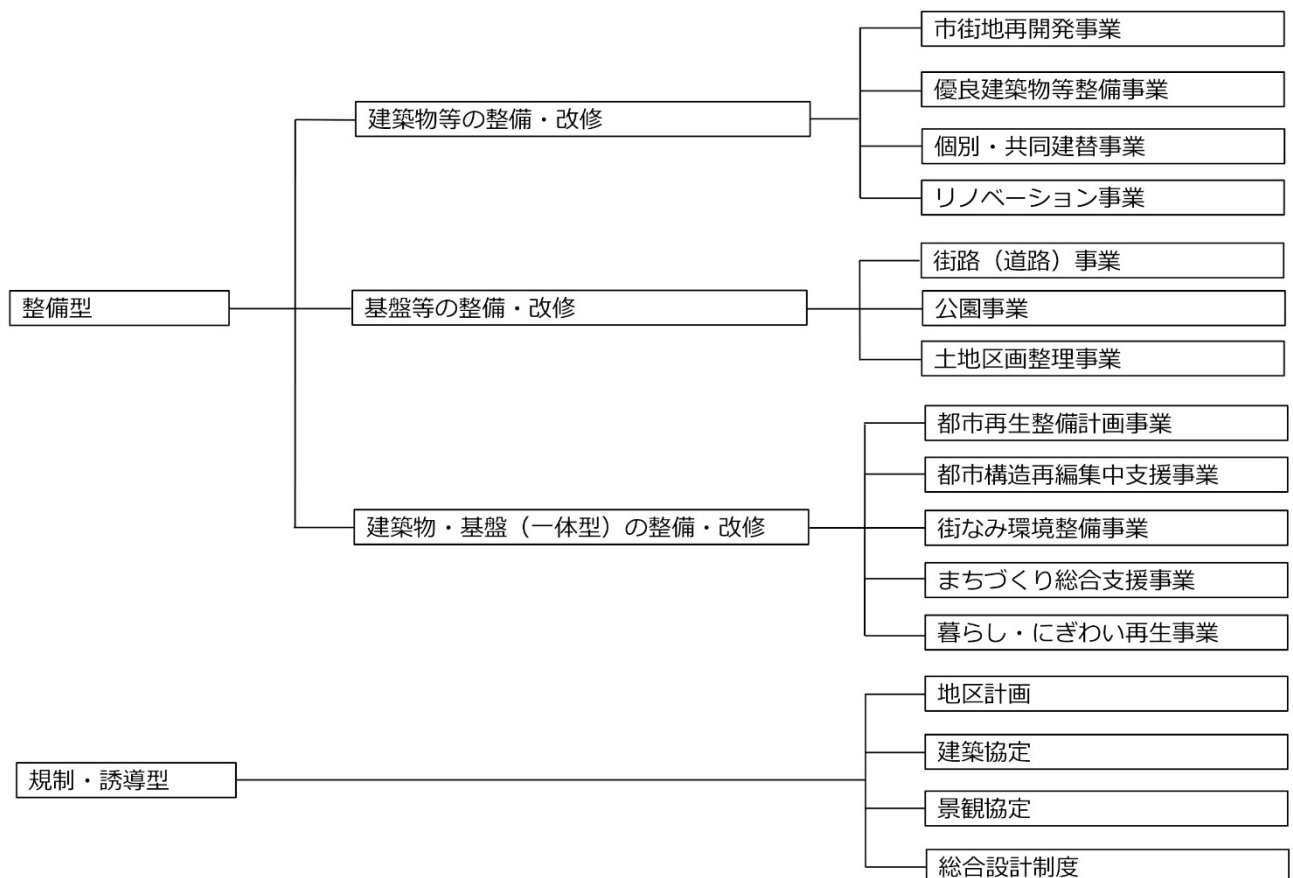 整備型
建築物等の整備・改修
市街地再開発事業
優良建築物等整備事業
個別・共同建替事業
リノベーション事業
基盤等の整備・改修
街路（道路）事業
公園事業
土地区画整理事業
建築物・基盤（一体型）の整備・改修
都市再生整備計画事業
都市構造再編集中支援事業
街なみ環境整備事業
まちづくり総合支援事業
暮らし・にぎわい再生事業
規制・誘導型
地区計画
建築協定
景観協定
総合設計制度